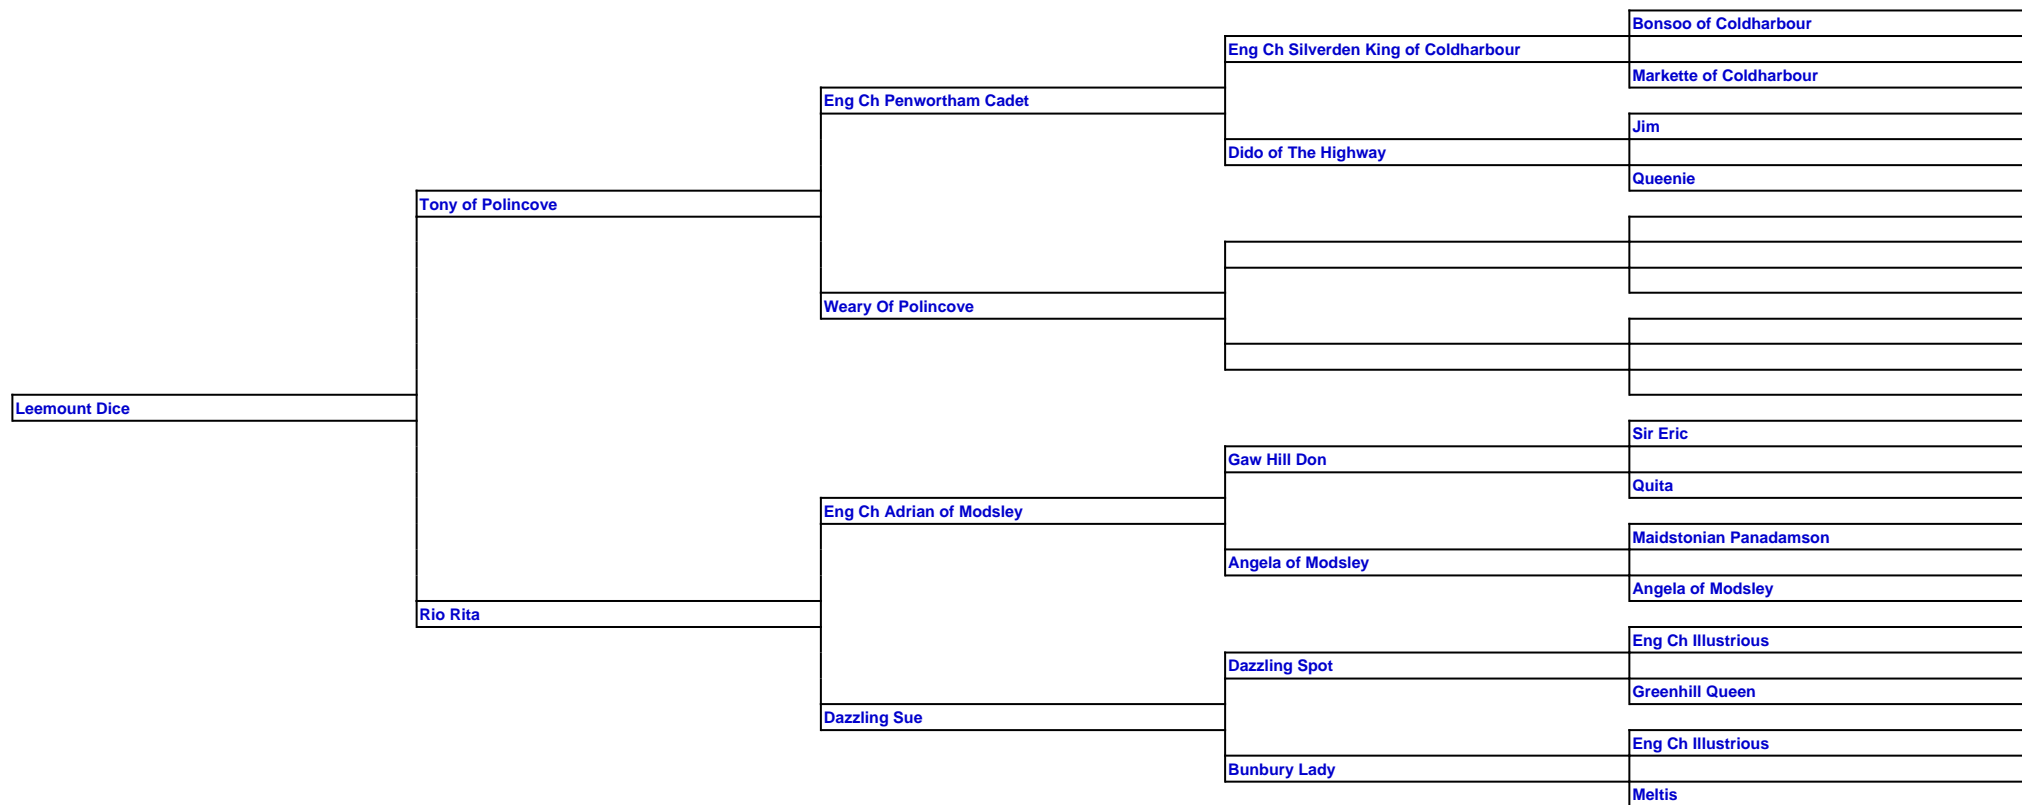 Bonsoo of Coldharbour
Eng Ch Silverden King of Coldharbour
Markette of Coldharbour
Eng Ch Penwortham Cadet
Jim
Dido of The Highway
Queenie
Tony of Polincove
Weary Of Polincove
Leemount Dice
Sir Eric
Gaw Hill Don
Quita
Eng Ch Adrian of Modsley
Maidstonian Panadamson
Angela of Modsley
Angela of Modsley
Rio Rita
Eng Ch Illustrious
Dazzling Spot
Greenhill Queen
Dazzling Sue
Eng Ch Illustrious
Bunbury Lady
Meltis